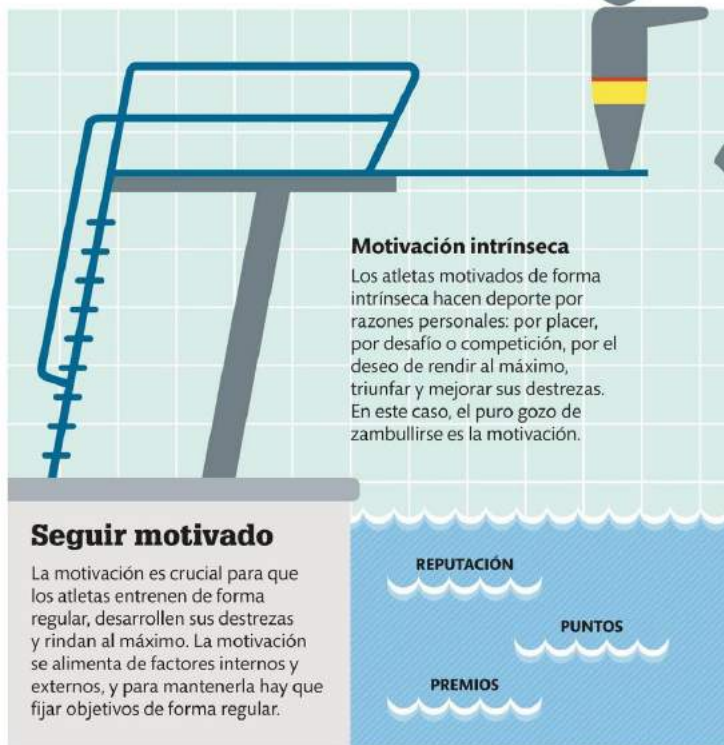 Motivación intrínseca
Los atletas motivados de forma
intrínseca hacen deporte por
razones personales: por placer,
por desafío o competición, por el
deseo de rendir al máximo,
triunfar y mejorar sus destrezas.
En este caso, el puro gozo de
zambullirse es la motivación.
Seguir motivado
La motivación es crucial para que
los atletas entrenen de forma
regular, desarrollen sus destrezas
y rindan al máximo. La motivación
se alimenta de factores internos y
externos, y para mantenerla hay que
fijar objetivos de forma regular.
REPUTACIÓN
PUNTOS
PREMIOS